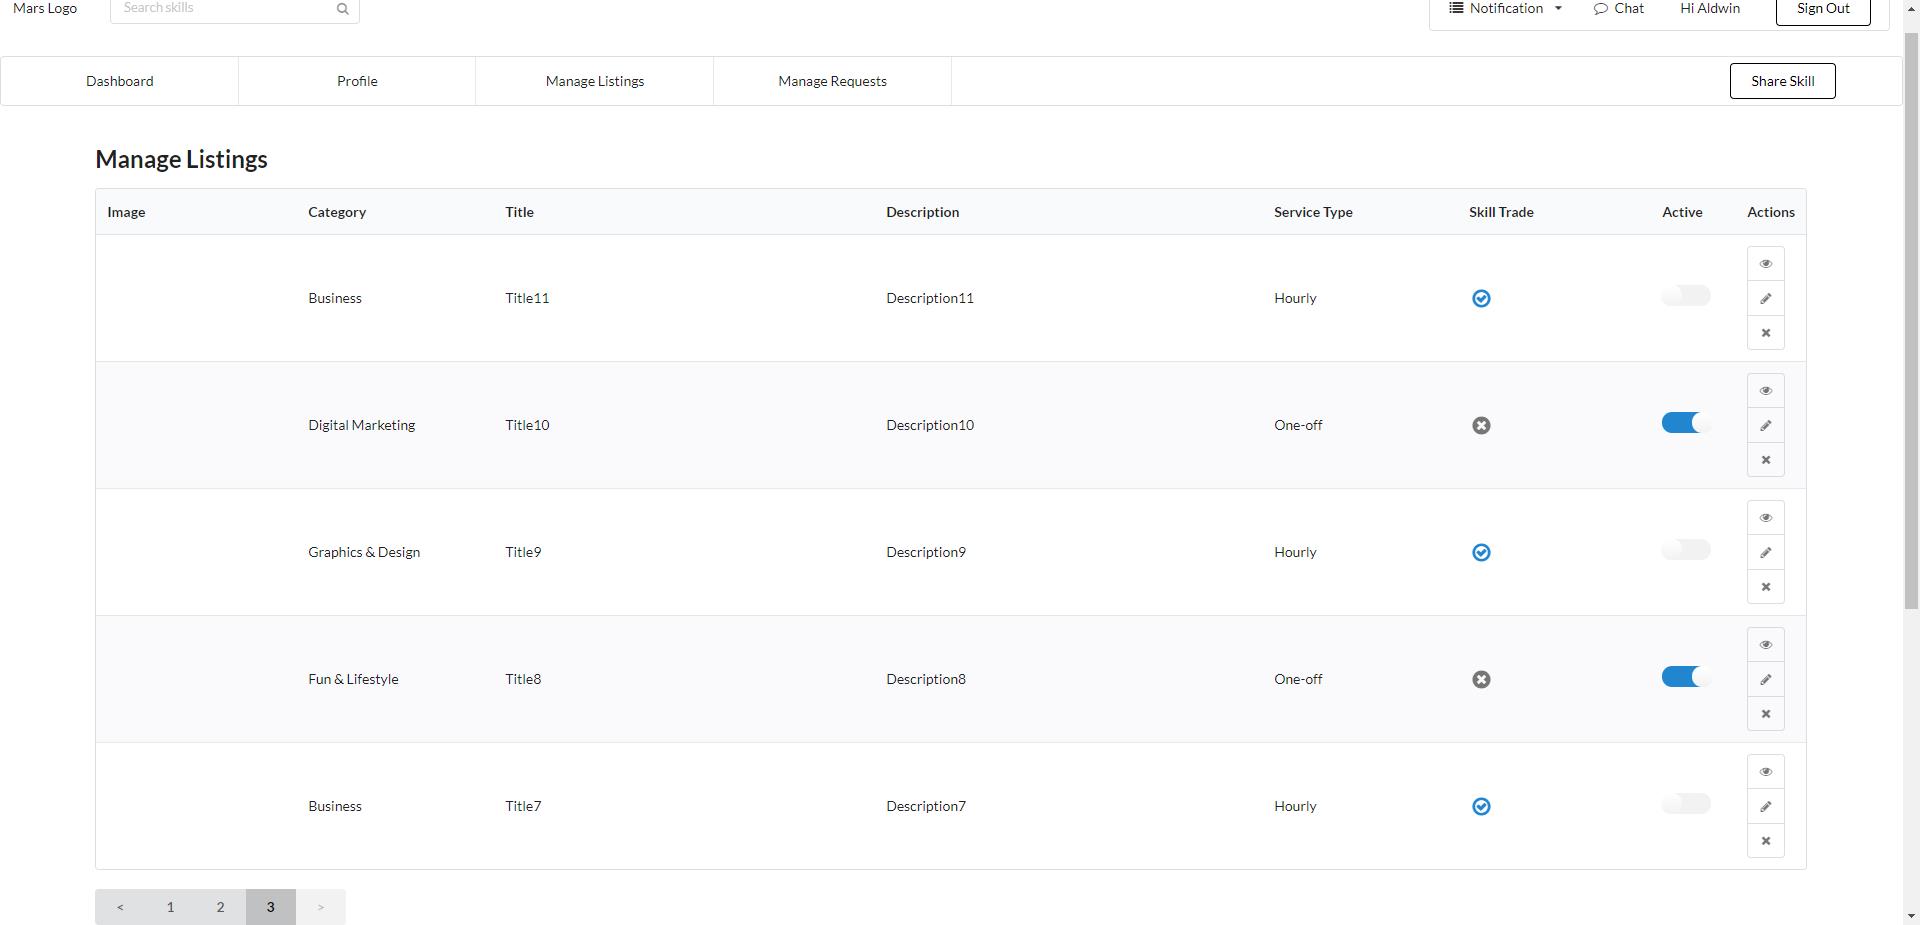 Mars Logo Search skills Notification Chat Hi Aldwin Sign Out
Dashboard Profile Manage Listings Manage Requests Share Skill
Manage Listings
Image Category Title Description Service Type Skill Trade Active Actions
Business Title11 Description11 Hourly
Digital Marketing Title10 Description10 One-off
Graphics & Design Title9 Description9 Hourly
Fun & Lifestyle Title8 Description8 One-off
Business Title7 Description7 Hourly
< 1 2 3 >